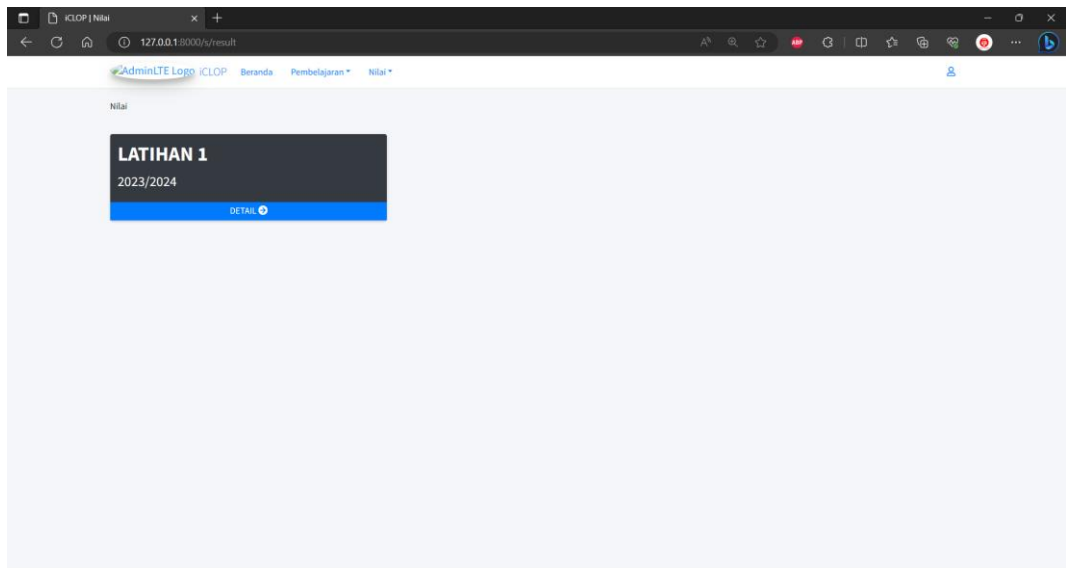 iCLOP | Nilai
127.0.0.1:8000/s/result
AdminLTE Logo iCLOP Beranda Pembelajaran Nilai
Nilai
LATIHAN 1
2023/2024
DETAIL